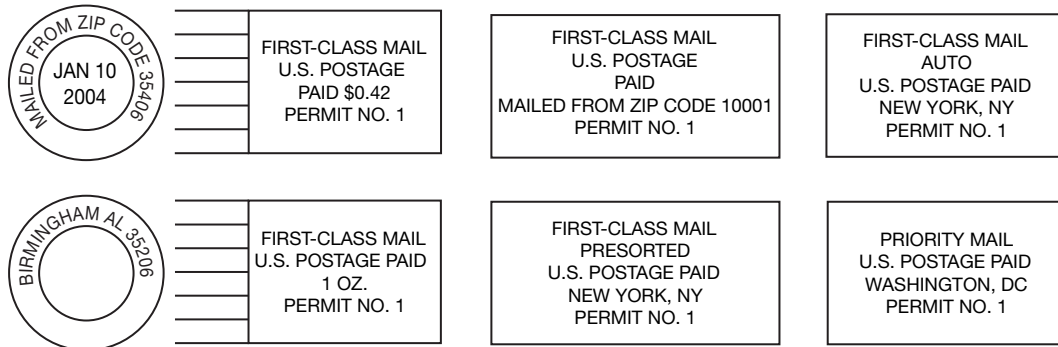 MAILED FROM ZIP CODE 35406
JAN 10
2004
FIRST-CLASS MAIL
U.S. POSTAGE
PAID $0.42
PERMIT NO. 1
FIRST-CLASS MAIL
U.S. POSTAGE
PAID
MAILED FROM ZIP CODE 10001
PERMIT NO. 1
FIRST-CLASS MAIL
AUTO
U.S. POSTAGE PAID
NEW YORK, NY
PERMIT NO. 1
BIRMINGHAM AL 35206
FIRST-CLASS MAIL
U.S. POSTAGE PAID
1 OZ.
PERMIT NO. 1
FIRST-CLASS MAIL
PRESORTED
U.S. POSTAGE PAID
NEW YORK, NY
PERMIT NO. 1
PRIORITY MAIL
U.S. POSTAGE PAID
WASHINGTON, DC
PERMIT NO. 1